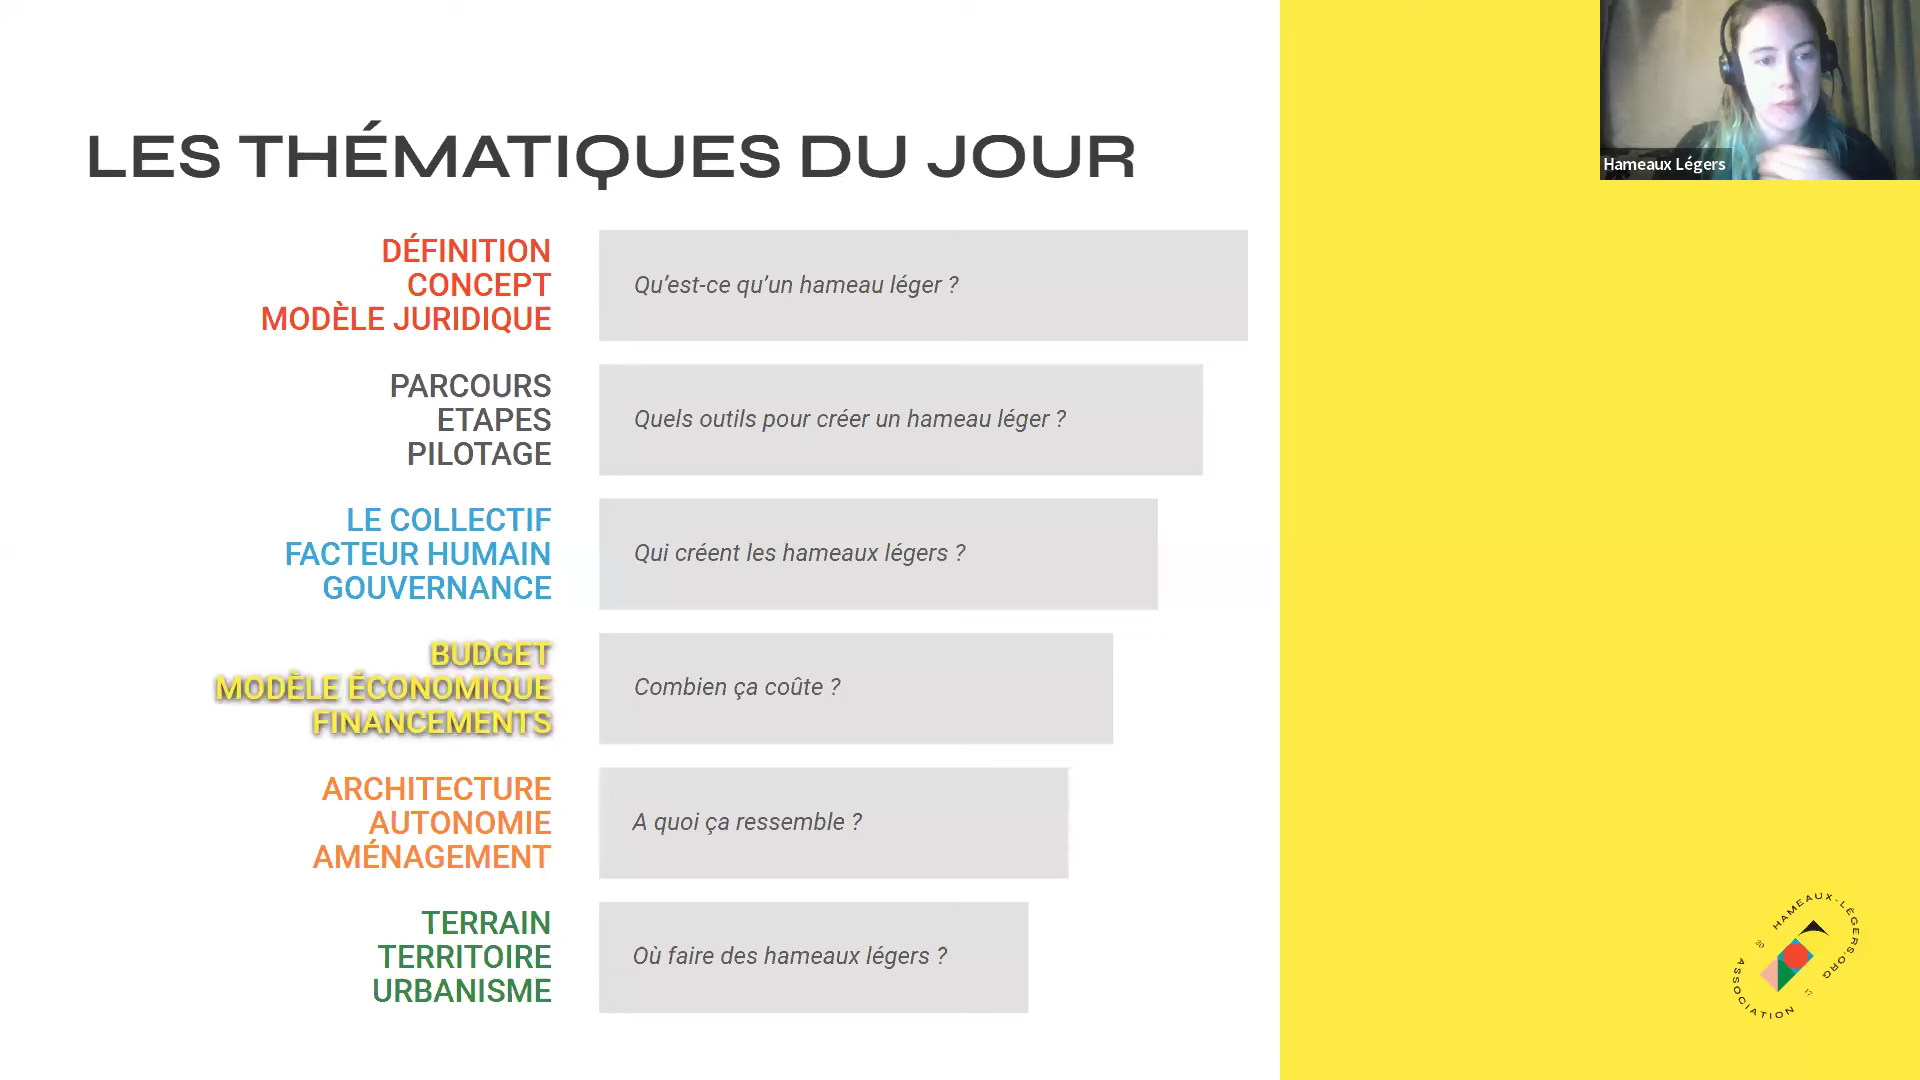 LES THÉMATIQUES DU JOUR
Hameaux Légers
DÉFINITION
CONCEPT
MODÈLE JURIDIQUE
Qu’est-ce qu’un hameau léger ?
PARCOURS
ETAPES
PILOTAGE
Quels outils pour créer un hameau léger ?
LE COLLECTIF
FACTEUR HUMAIN
GOUVERNANCE
Qui créent les hameaux légers ?
BUDGET
MODÈLE ÉCONOMIQUE
FINANCEMENTS
Combien ça coûte ?
ARCHITECTURE
AUTONOMIE
AMÉNAGEMENT
A quoi ça ressemble ?
TERRAIN
TERRITOIRE
URBANISME
Où faire des hameaux légers ?
HAMEAUX-LÉGERS.ORG
ASSOCIATION